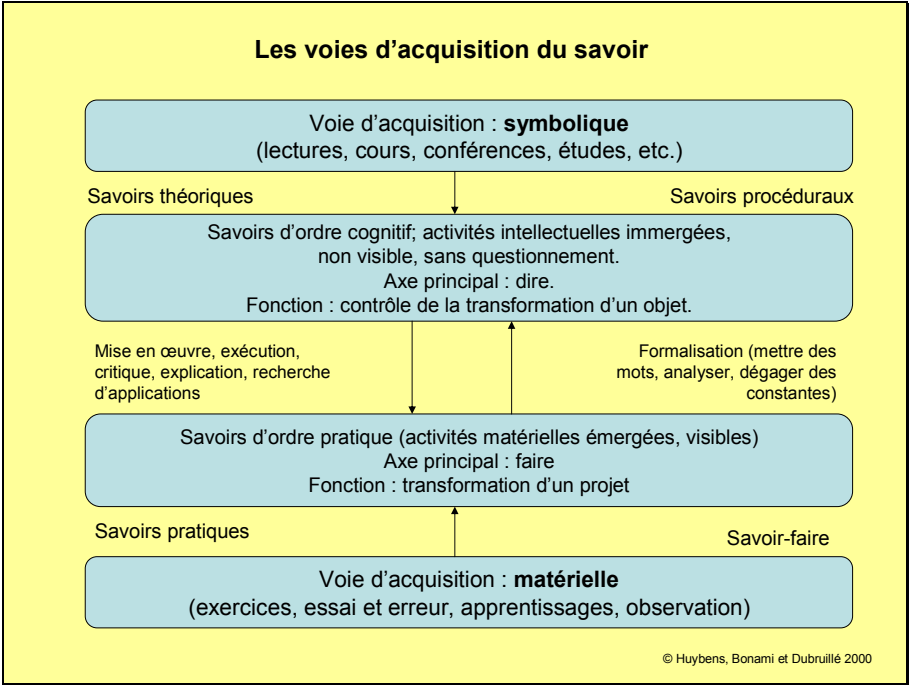 Les voies d'acquisition du savoir
Voie d'acquisition : symbolique
(lectures, cours, conférences, études, etc.)
Savoirs théoriques
Savoirs procéduraux
Savoirs d'ordre cognitif; activités intellectuelles immergées,
non visible, sans questionnement.
Axe principal : dire.
Fonction : contrôle de la transformation d'un objet.
Mise en œuvre, exécution,
critique, explication, recherche
d'applications
Formalisation (mettre des
mots, analyser, dégager des
constantes)
Savoirs d'ordre pratique (activités matérielles émergées, visibles)
Axe principal : faire
Fonction : transformation d'un projet
Savoirs pratiques
Savoir-faire
Voie d'acquisition : matérielle
(exercices, essai et erreur, apprentissages, observation)
© Huybens, Bonami et Dubruillé 2000